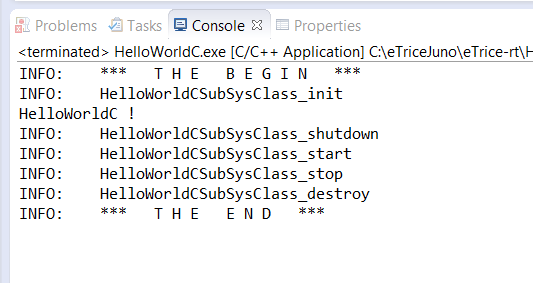 Problems Tasks Console Properties
<terminated> HelloWorldC.exe [C/C++ Application] C:\eTriceJuno\eTrice-rt\H
INFO: *** T H E B E G I N ***
INFO: HelloWorldCSubSysClass_init
HelloWorldC !
INFO: HelloWorldCSubSysClass_shutdown
INFO: HelloWorldCSubSysClass_start
INFO: HelloWorldCSubSysClass_stop
INFO: HelloWorldCSubSysClass_destroy
INFO: *** T H E E N D ***